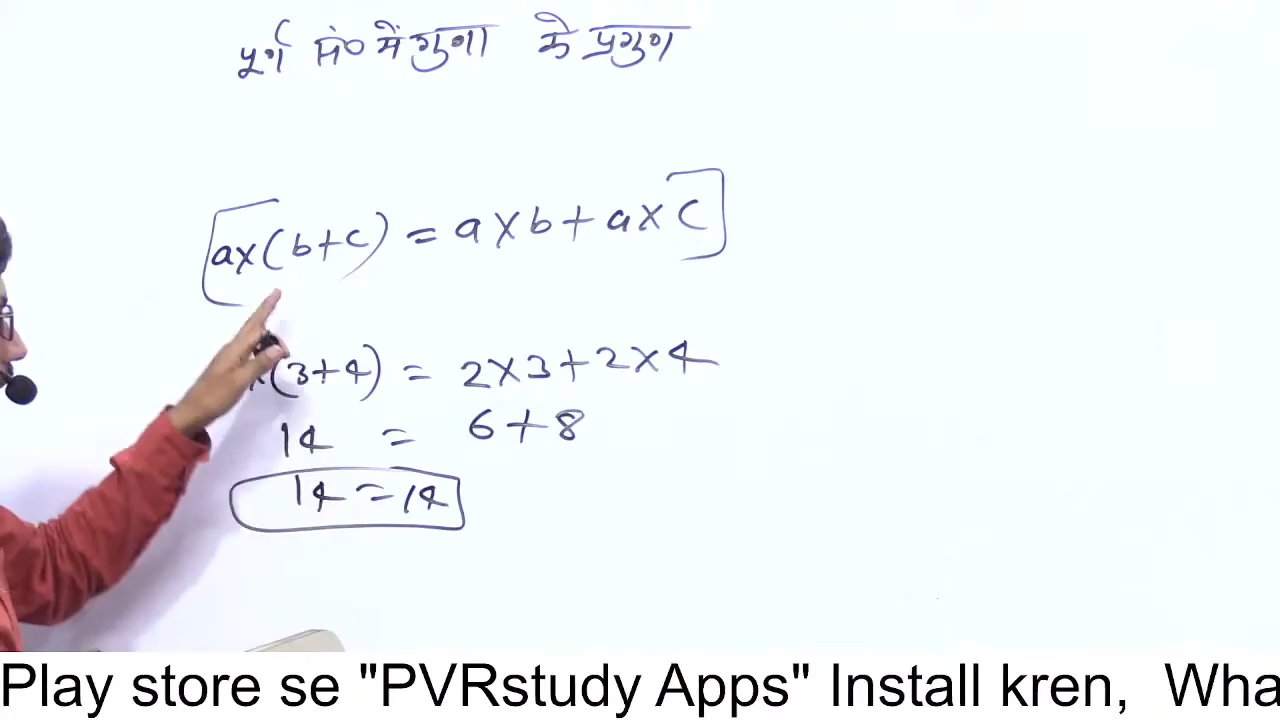 पूर्ण सं० में गुणा के प्रगुण
a×(b+c) = a×b+a×c
×(3+4) = 2×3+2×4
14 = 6+8
14=14
Play store se "PVRstudy Apps" Install kren, Wha